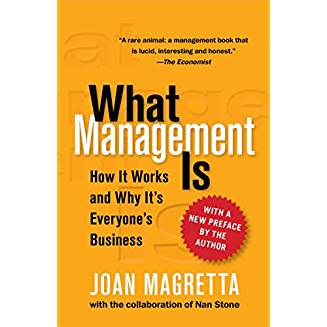 "A rare animal: a management book that
is lucid, interesting and honest."
—The Economist
What
Management
Is
How It Works
and Why It's
Everyone's
Business
WITH A
NEW PREFACE
BY THE
AUTHOR
JOAN MAGRETTA
with the collaboration of Nan Stone